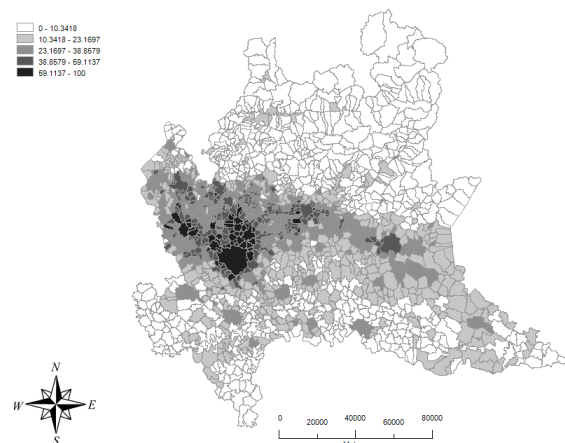 0 - 10.3418
10.3418 - 23.1697
23.1697 - 38.8579
38.8579 - 59.1137
59.1137 - 100
N
W E
S
0 20000 40000 60000 80000